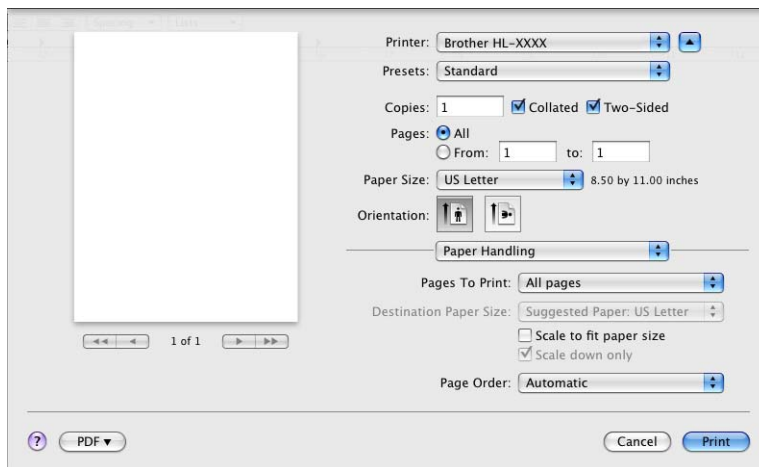 Spacing Lists
Printer: Brother HL-XXXX
Presets: Standard
Copies: 1 Collated Two-Sided
Pages: All
From: 1 to: 1
Paper Size: US Letter 8.50 by 11.00 inches
Orientation:
Paper Handling
Pages To Print: All pages
Destination Paper Size: Suggested Paper: US Letter
Scale to fit paper size
1 of 1
Scale down only
Page Order: Automatic
? PDF Cancel Print